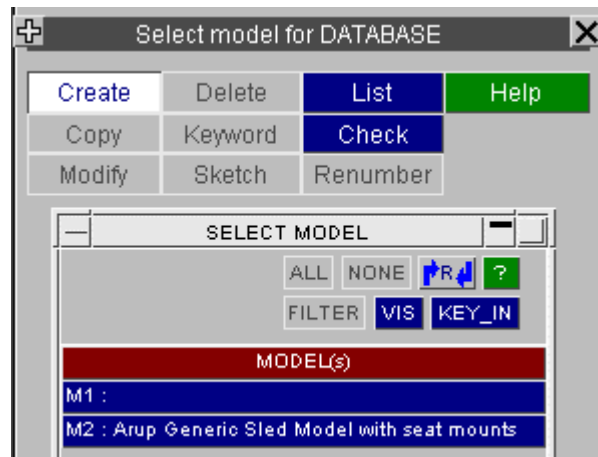 Select model for DATABASE
Create Delete List Help
Copy Keyword Check
Modify Sketch Renumber
SELECT MODEL
ALL NONE R ?
FILTER VIS KEY_IN
MODEL(s)
M1 :
M2 : Arup Generic Sled Model with seat mounts